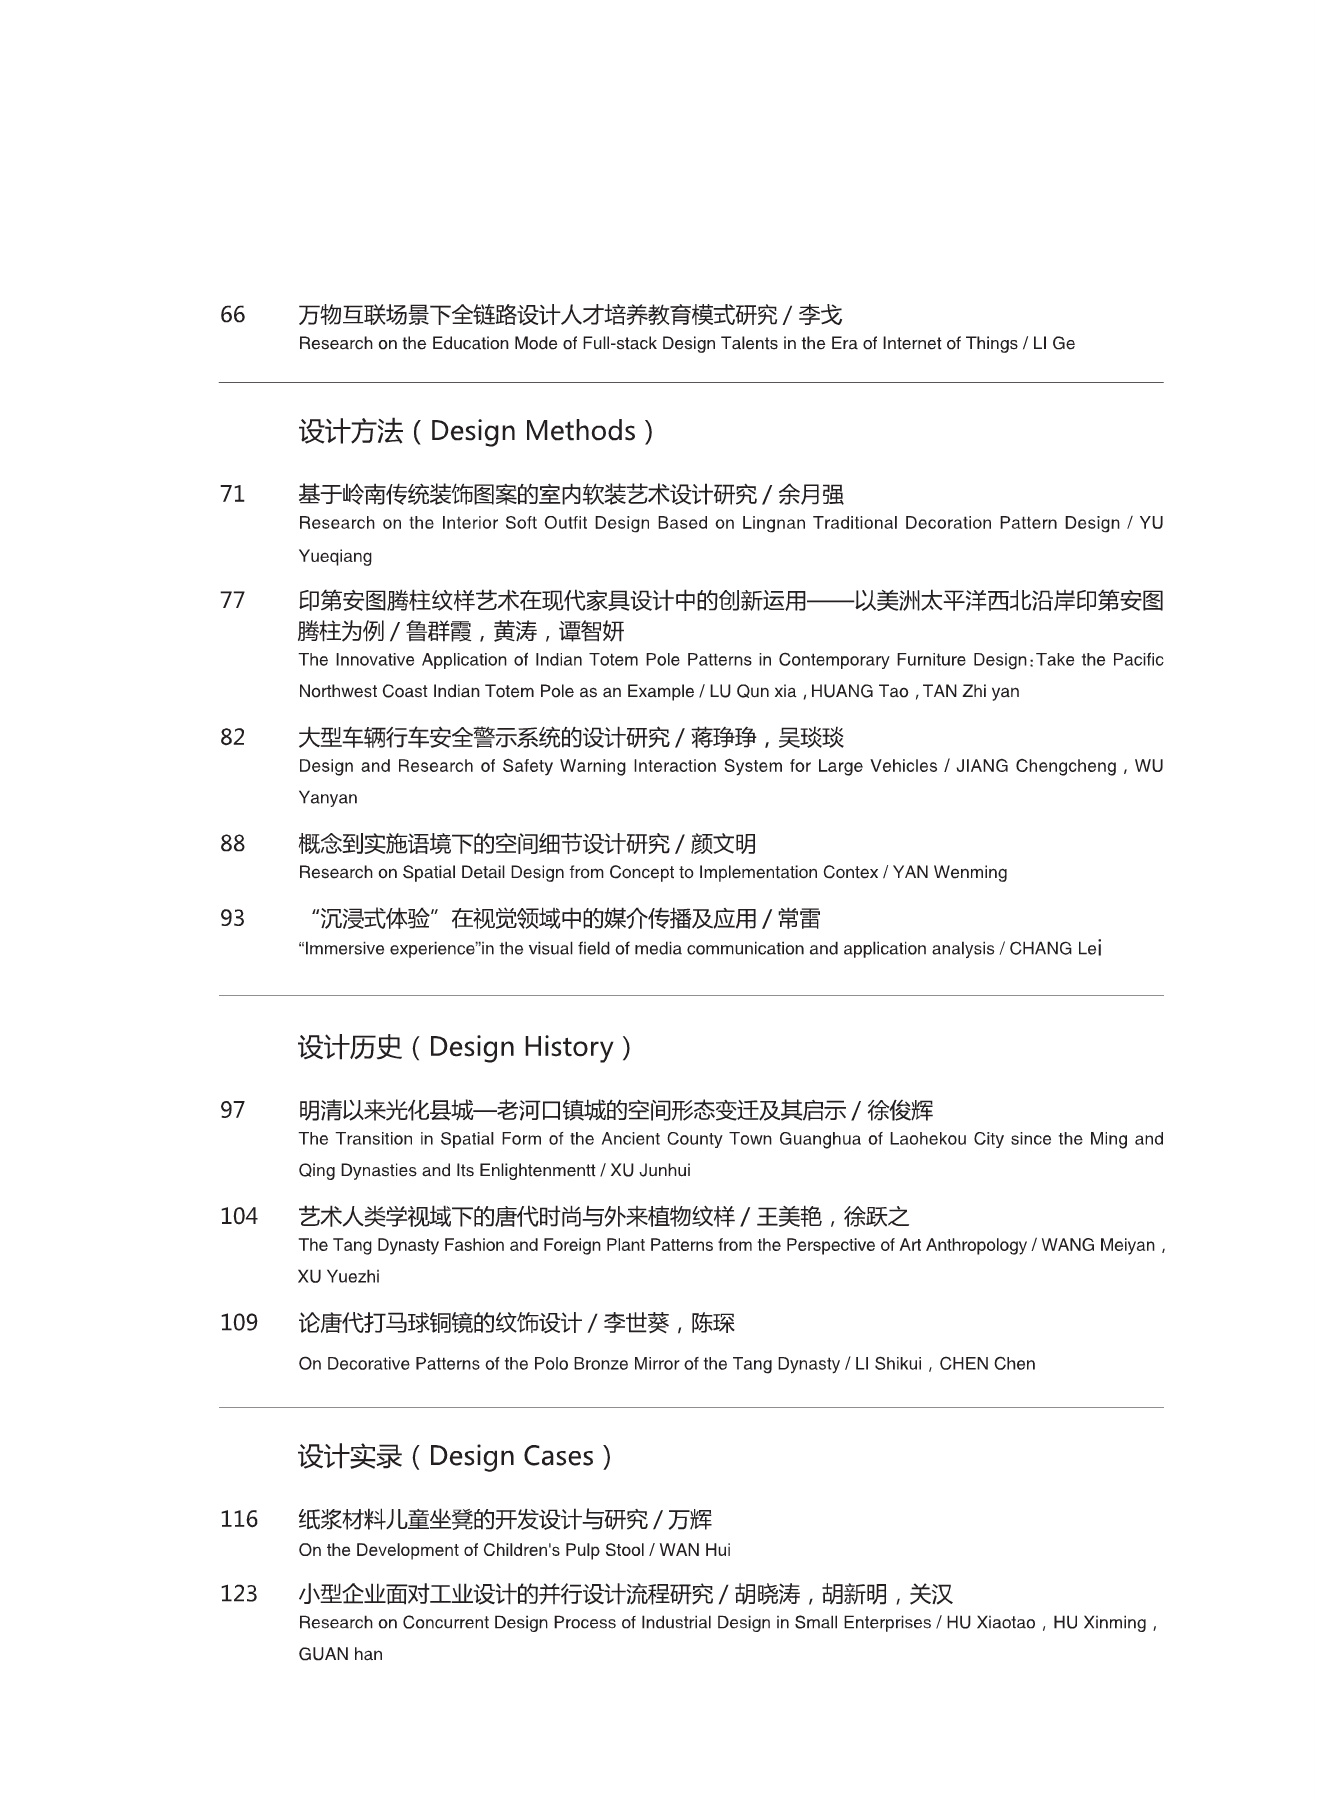 66 万物互联场景下全链路设计人才培养教育模式研究 / 李戈
Research on the Education Mode of Full-stack Design Talents in the Era of Internet of Things / LI Ge
设计方法（Design Methods）
71 基于岭南传统装饰图案的室内软装艺术设计研究 / 余月强
Research on the Interior Soft Outfit Design Based on Lingnan Traditional Decoration Pattern Design / YU
Yueqiang
77 印第安图腾柱纹样艺术在现代家具设计中的创新运用——以美洲太平洋西北沿岸印第安图
腾柱为例 / 鲁群霞，黄涛，谭智妍
The Innovative Application of Indian Totem Pole Patterns in Contemporary Furniture Design:Take the Pacific
Northwest Coast Indian Totem Pole as an Example / LU Qun xia , HUANG Tao , TAN Zhi yan
82 大型车辆行车安全警示系统的设计研究 / 蒋琤琤，吴琰琰
Design and Research of Safety Warning Interaction System for Large Vehicles / JIANG Chengcheng , WU
Yanyan
88 概念到实施语境下的空间细节设计研究 / 颜文明
Research on Spatial Detail Design from Concept to Implementation Contex / YAN Wenming
93 “沉浸式体验”在视觉领域中的媒介传播及应用 / 常雷
“Immersive experience”in the visual field of media communication and application analysis / CHANG Lei
设计历史（Design History）
97 明清以来光化县城—老河口镇城的空间形态变迁及其启示 / 徐俊辉
The Transition in Spatial Form of the Ancient County Town Guanghua of Laohekou City since the Ming and
Qing Dynasties and Its Enlightenmentt / XU Junhui
104 艺术人类学视域下的唐代时尚与外来植物纹样 / 王美艳，徐跃之
The Tang Dynasty Fashion and Foreign Plant Patterns from the Perspective of Art Anthropology / WANG Meiyan ,
XU Yuezhi
109 论唐代打马球铜镜的纹饰设计 / 李世葵，陈琛
On Decorative Patterns of the Polo Bronze Mirror of the Tang Dynasty / LI Shikui , CHEN Chen
设计实录（Design Cases）
116 纸浆材料儿童坐凳的开发设计与研究 / 万辉
On the Development of Children's Pulp Stool / WAN Hui
123 小型企业面对工业设计的并行设计流程研究 / 胡晓涛，胡新明，关汉
Research on Concurrent Design Process of Industrial Design in Small Enterprises / HU Xiaotao , HU Xinming ,
GUAN han